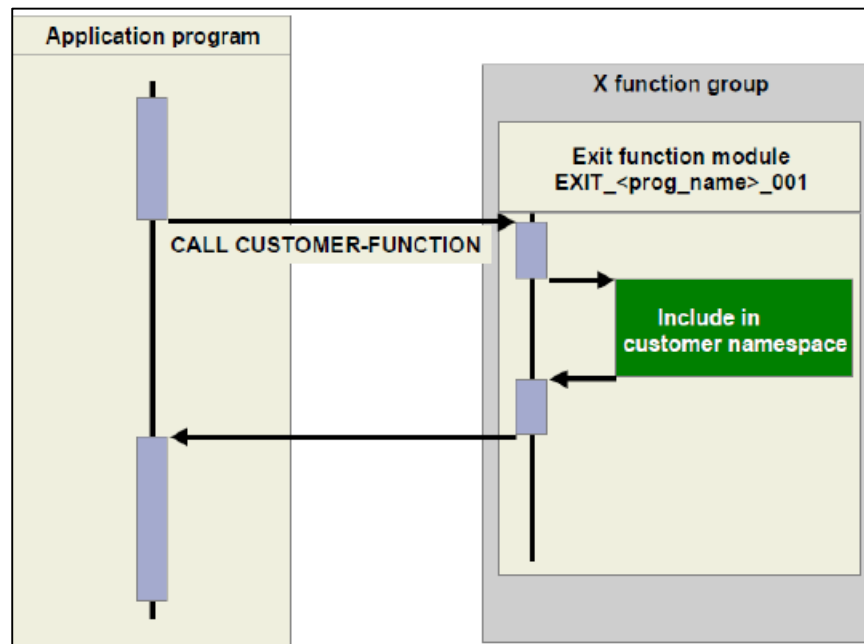 Application program
X function group
Exit function module
EXIT_<prog_name>_001
CALL CUSTOMER-FUNCTION
Include in
customer namespace